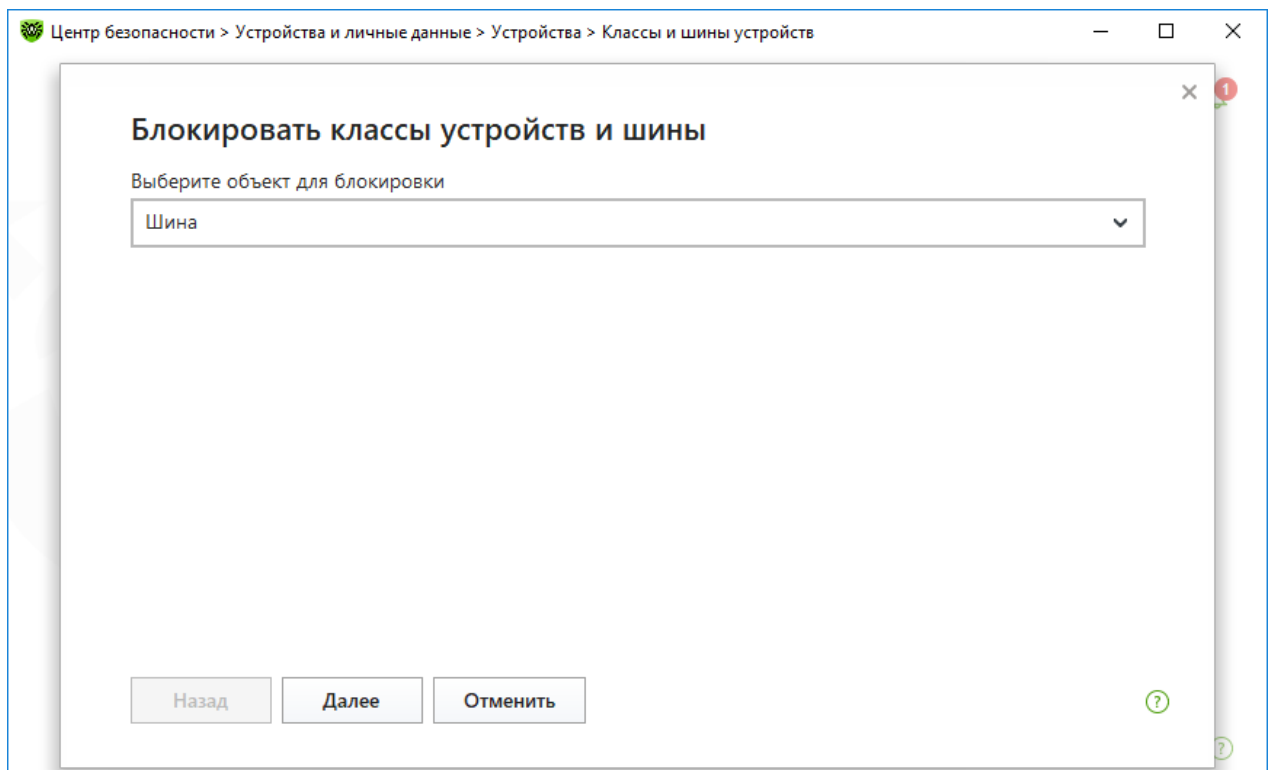 Центр безопасности > Устройства и личные данные > Устройства > Классы и шины устройств
1
Блокировать классы устройств и шины
Выберите объект для блокировки
Шина
Назад
Далее
Отменить
?
?